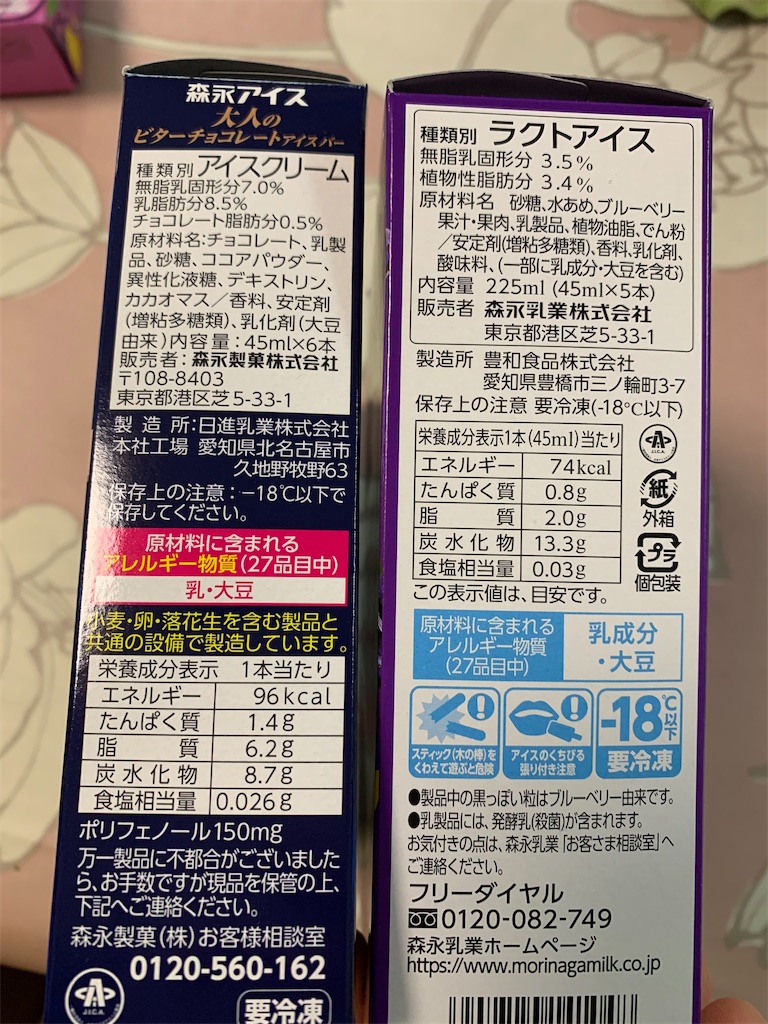 森永アイス
大人の
ビターチョコレートアイスバー
種類別 アイスクリーム
無脂乳固形分7.0%
乳脂肪分8.5%
チョコレート脂肪分0.5%
原材料名:チョコレート、乳製
品、砂糖、ココアパウダー、
異性化液糖、デキストリン、
カカオマス/香料、安定剤
(増粘多糖類)、乳化剤(大豆
由来)内容量:45ml×6本
販売者:森永製菓株式会社
〒108-8403
東京都港区芝5-33-1
製造所:日進乳業株式会社
本社工場 愛知県北名古屋市
久地野牧野63
保存上の注意:-18℃以下で
保存してください。
原材料に含まれる
アレルギー物質(27品目中)
乳・大豆
小麦・卵・落花生を含む製品と
共通の設備で製造しています。
栄養成分表示 1本当たり
エネルギー 96kcal
たんぱく質 1.4g
脂質 6.2g
炭水化物 8.7g
食塩相当量 0.026g
ポリフェノール150mg
万一製品に不都合がございました
ら、お手数ですが現品を保管の上、
下記へご連絡ください。
森永製菓(株)お客様相談室
0120-560-162
J.I.C.A.
要冷凍
種類別 ラクトアイス
無脂乳固形分 3.5%
植物性脂肪分 3.4%
原材料名 砂糖、水あめ、ブルーベリー
果汁・果肉、乳製品、植物油脂、でん粉
/安定剤(増粘多糖類)、香料、乳化剤、
酸味料、(一部に乳成分・大豆を含む)
内容量 225ml (45ml×5本)
販売者 森永乳業株式会社
東京都港区芝5-33-1
製造所 豊和食品株式会社
愛知県豊橋市三ノ輪町3-7
保存上の注意 要冷凍(-18℃以下)
栄養成分表示1本(45ml)当たり
エネルギー 74kcal
たんぱく質 0.8g
脂質 2.0g
炭水化物 13.3g
食塩相当量 0.03g
この表示値は、目安です。
J.I.C.A.
紙
外箱
プラ
個包装
原材料に含まれる
アレルギー物質
(27品目中)
乳成分
・大豆
スティック(木の棒)を
くわえて遊ぶと危険
アイスのくちびる
張り付き注意
-18℃以下
要冷凍
●製品中の黒っぽい粒はブルーベリー由来です。
●乳製品には、発酵乳(殺菌)が含まれます。
お気付きの点は、森永乳業「お客さま相談室」へ
ご連絡ください。
フリーダイヤル
0120-082-749
森永乳業ホームページ
https://www.morinagamilk.co.jp